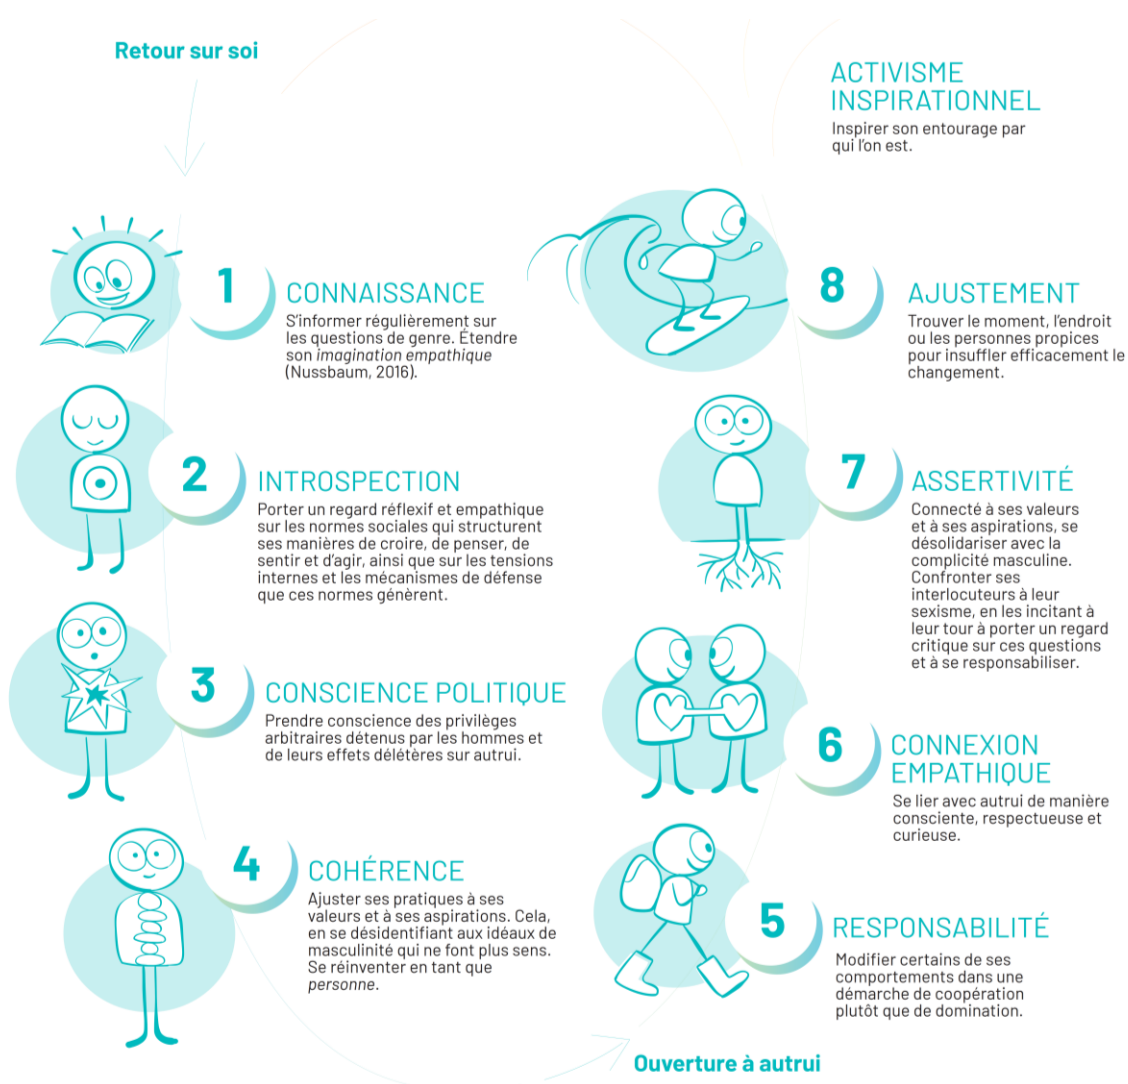 Retour sur soi
1
CONNAISSANCE
S'informer régulièrement sur
les questions de genre. Étendre
son imagination empathique
(Nussbaum, 2016).
2
INTROSPECTION
Porter un regard réflexif et empathique
sur les normes sociales qui structurent
ses manières de croire, de penser, de
sentir et d'agir, ainsi que sur les tensions
internes et les mécanismes de défense
que ces normes génèrent.
3
CONSCIENCE POLITIQUE
Prendre conscience des privilèges
arbitraires détenus par les hommes et
de leurs effets délétères sur autrui.
4
COHÉRENCE
Ajuster ses pratiques à ses
valeurs et à ses aspirations. Cela,
en se désidentifiant aux idéaux de
masculinité qui ne font plus sens.
Se réinventer en tant que
personne.
Ouverture à autrui
5
RESPONSABILITÉ
Modifier certains de ses
comportements dans une
démarche de coopération
plutôt que de domination.
6
CONNEXION
EMPATHIQUE
Se lier avec autrui de manière
consciente, respectueuse et
curieuse.
7
ASSERTIVITÉ
Connecté à ses valeurs
et à ses aspirations, se
désolidariser avec la
complicité masculine.
Confronter ses
interlocuteurs à leur
sexisme, en les incitant à
leur tour à porter un regard
critique sur ces questions
et à se responsabiliser.
8
AJUSTEMENT
Trouver le moment, l'endroit
ou les personnes propices
pour insuffler efficacement le
changement.
ACTIVISME
INSPIRATIONNEL
Inspirer son entourage par
qui l'on est.